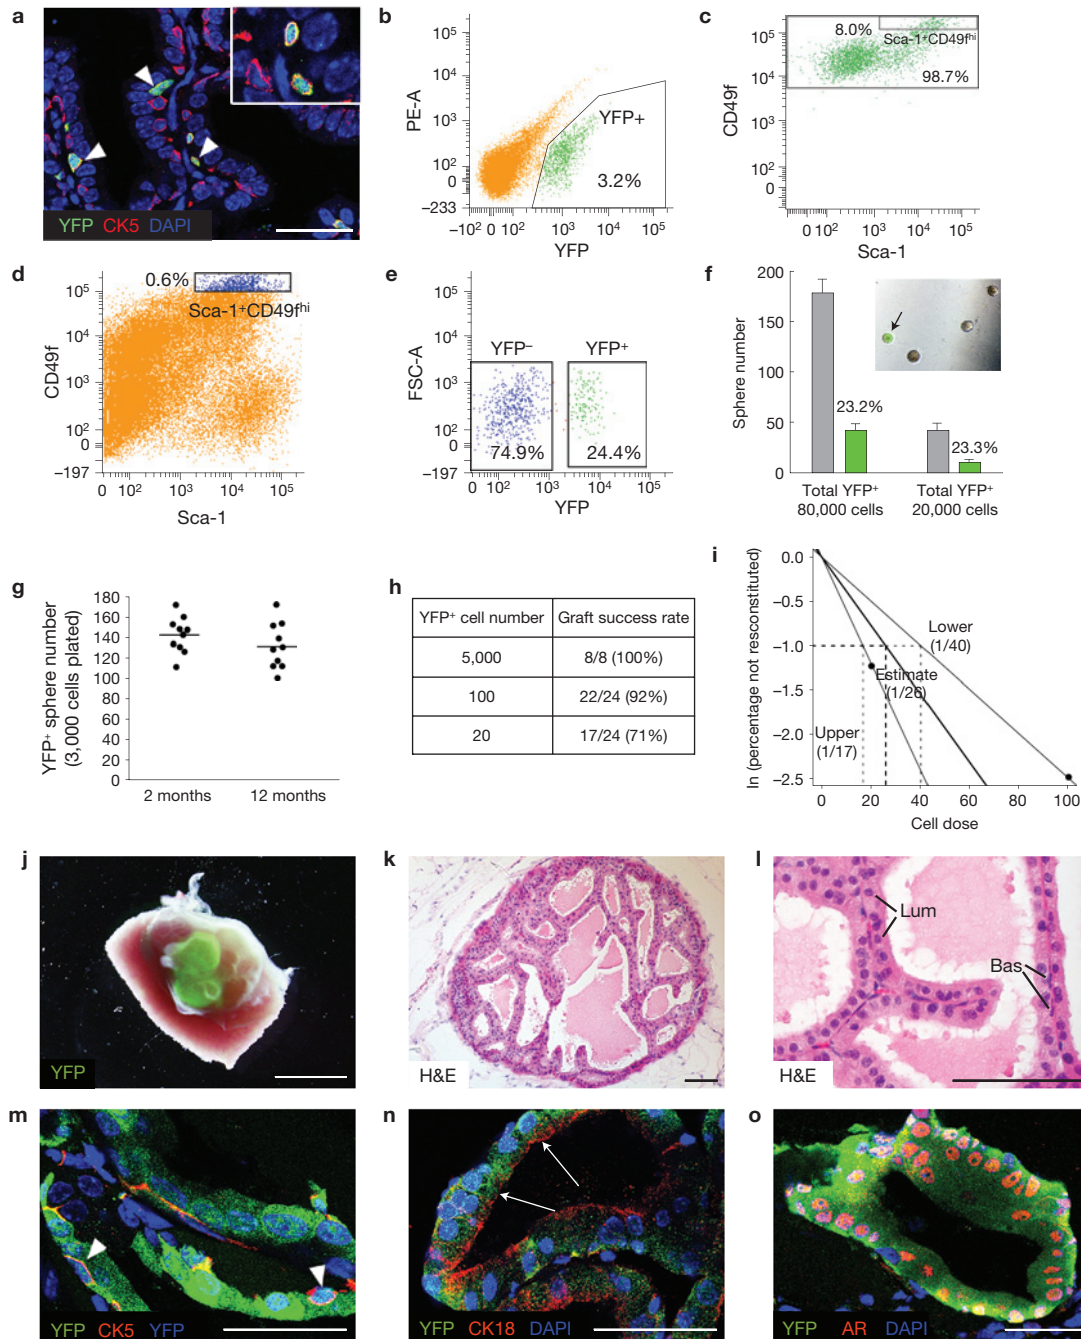 a
YFP CK5 DAPI
b
PE-A
10⁵
10⁴
10³
10²
0
−233
YFP+
3.2%
−10² 0 10² 10³ 10⁴ 10⁵
YFP
c
CD49f
10⁵
10⁴
10³
10²
0
8.0%
Sca-1⁺CD49fʰⁱ
98.7%
0 10² 10³ 10⁴ 10⁵
Sca-1
d
CD49f
10⁵
10⁴
10³
10²
0
−197
0.6%
Sca-1⁺CD49fʰⁱ
0 10² 10³ 10⁴ 10⁵
Sca-1
e
FSC-A
10⁵
10⁴
10³
10²
0
−197
YFP⁻ YFP⁺
74.9% 24.4%
0 10² 10³ 10⁴ 10⁵
YFP
f
Sphere number
200
150
100
50
0
23.2%
23.3%
Total YFP⁺ Total YFP⁺
80,000 cells 20,000 cells
g
YFP⁺ sphere number
(3,000 cells plated)
180
160
140
120
100
80
60
40
20
0
2 months 12 months
h
YFP⁺ cell number Graft success rate
5,000 8/8 (100%)
100 22/24 (92%)
20 17/24 (71%)
i
ln (percentage not resconstituted)
0.0
−0.5
−1.0
−1.5
−2.0
−2.5
Lower
(1/40)
Estimate
(1/26)
Upper
(1/17)
0 20 40 60 80 100
Cell dose
j
YFP
k
H&E
l
Lum
Bas
H&E
m
YFP CK5 YFP
n
YFP CK18 DAPI
o
YFP AR DAPI